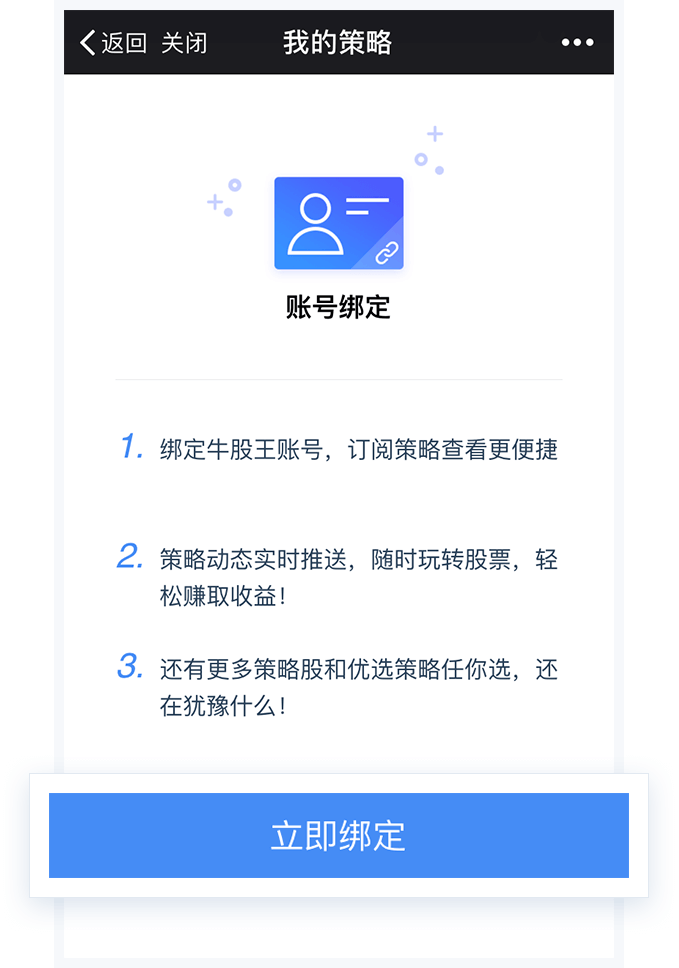 返回 关闭 我的策略
账号绑定
1. 绑定牛股王账号，订阅策略查看更便捷
2. 策略动态实时推送，随时玩转股票，轻
松赚取收益！
3. 还有更多策略股和优选策略任你选，还
在犹豫什么！
立即绑定